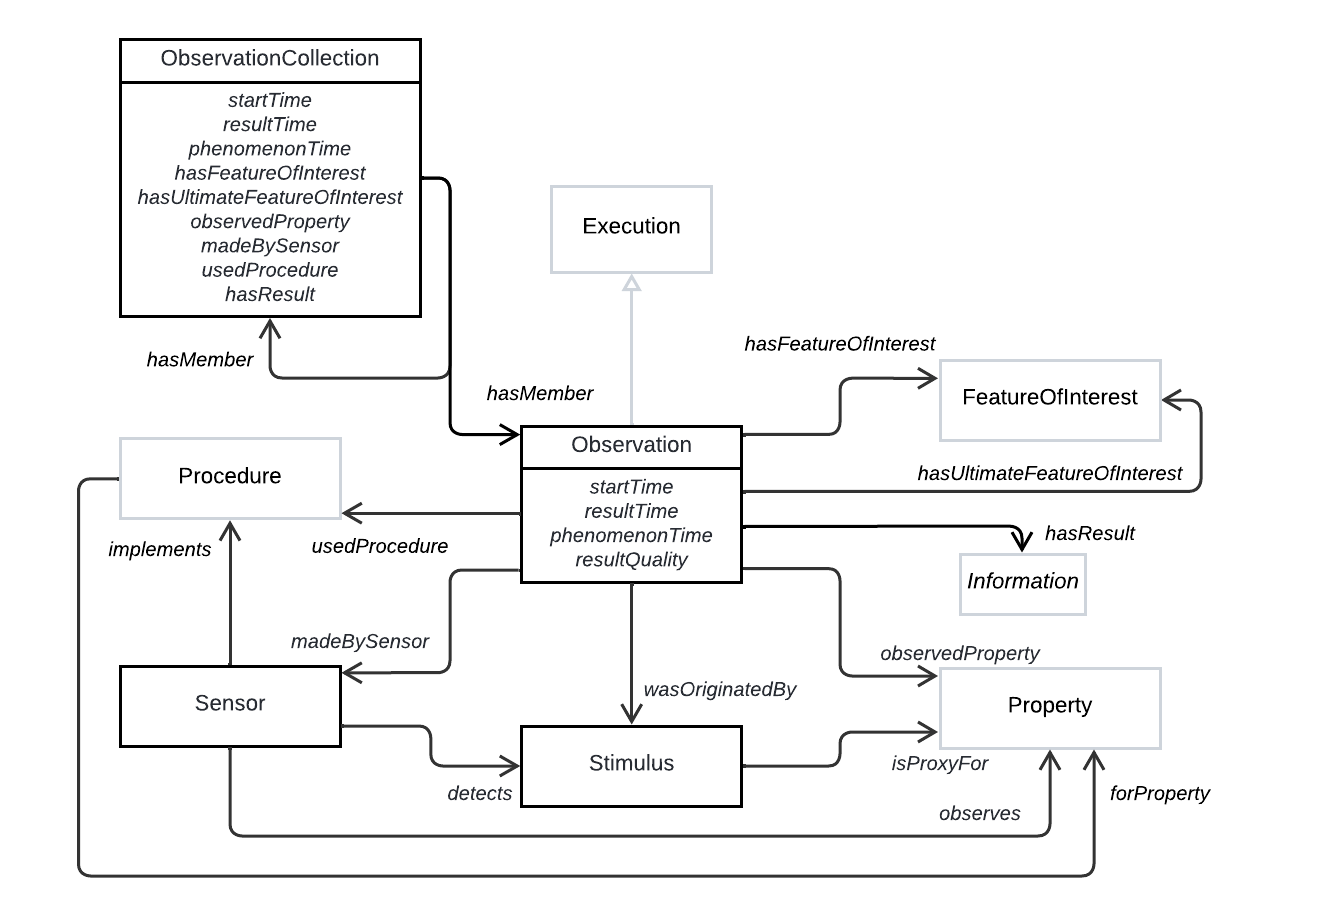 ObservationCollection
startTime
resultTime
phenomenonTime
hasFeatureOfInterest
hasUltimateFeatureOfInterest
observedProperty
madeBySensor
usedProcedure
hasResult
Execution
hasMember
hasMember
hasFeatureOfInterest
FeatureOfInterest
hasUltimateFeatureOfInterest
Observation
startTime
resultTime
phenomenonTime
resultQuality
Procedure
implements
usedProcedure
hasResult
Information
madeBySensor
observedProperty
Sensor
wasOriginatedBy
Property
Stimulus
isProxyFor
detects
observes
forProperty